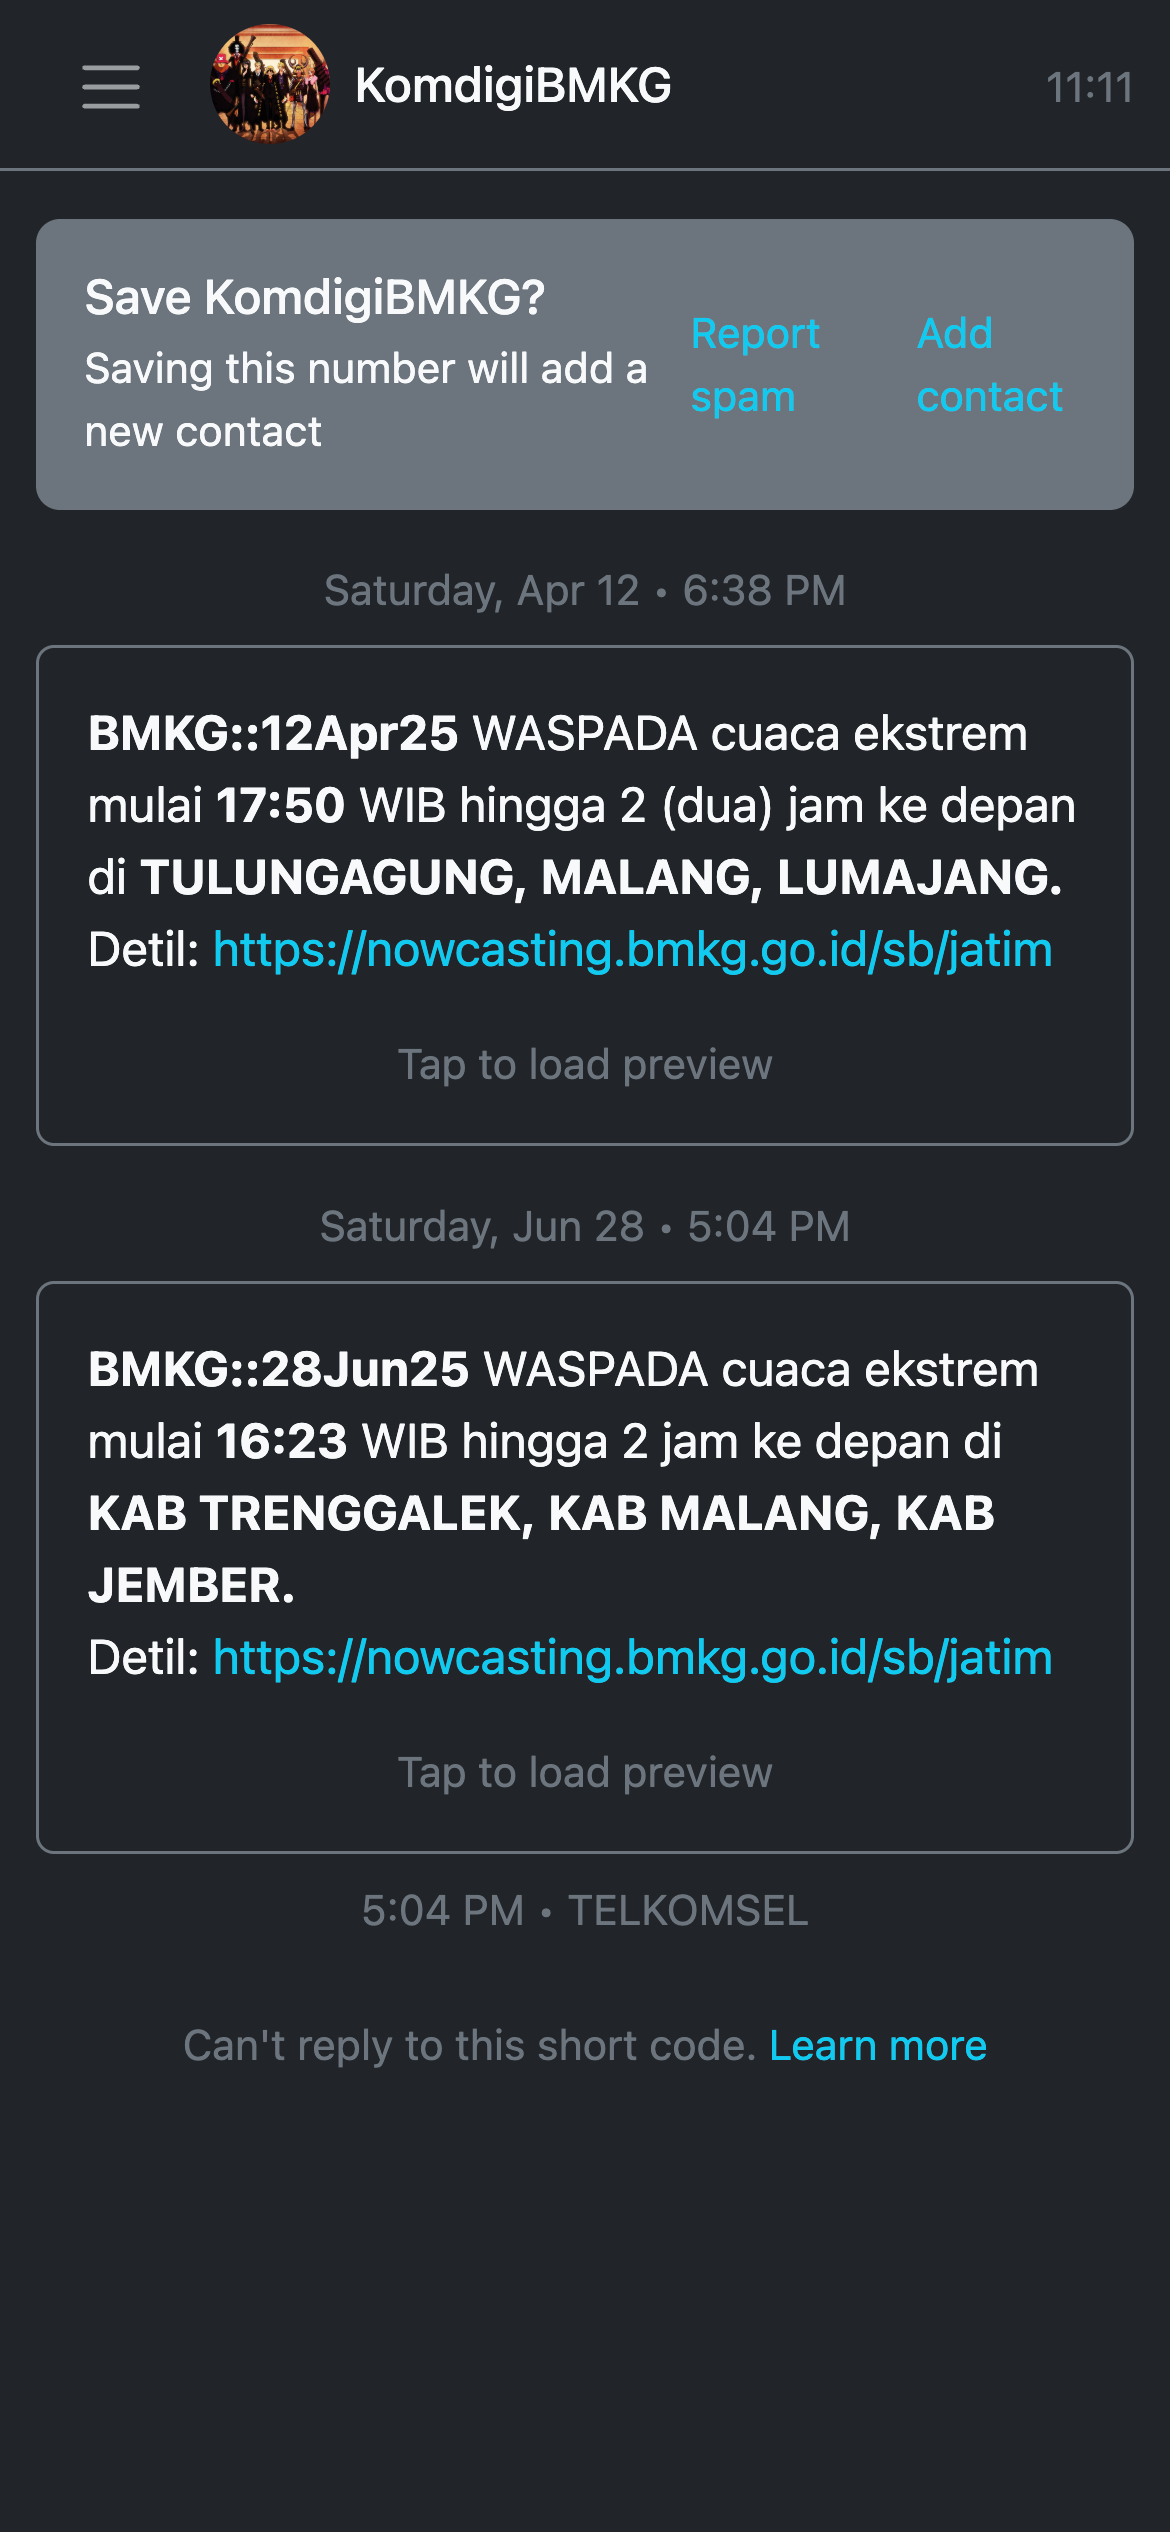 KomdigiBMKG
11:11
Save KomdigiBMKG?
Saving this number will add a
new contact
Report
spam
Add
contact
Saturday, Apr 12 • 6:38 PM
BMKG::12Apr25 WASPADA cuaca ekstrem
mulai 17:50 WIB hingga 2 (dua) jam ke depan
di TULUNGAGUNG, MALANG, LUMAJANG.
Detil: https://nowcasting.bmkg.go.id/sb/jatim
Tap to load preview
Saturday, Jun 28 • 5:04 PM
BMKG::28Jun25 WASPADA cuaca ekstrem
mulai 16:23 WIB hingga 2 jam ke depan di
KAB TRENGGALEK, KAB MALANG, KAB
JEMBER.
Detil: https://nowcasting.bmkg.go.id/sb/jatim
Tap to load preview
5:04 PM • TELKOMSEL
Can't reply to this short code. Learn more